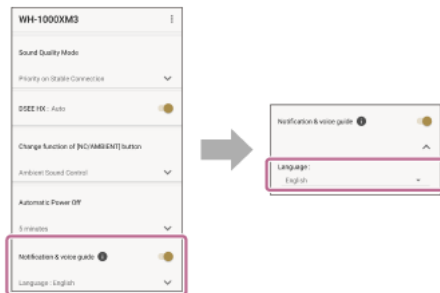 WH-1000XM3
Sound Quality Mode
Priority on Stable Connection
DSEE HX : Auto
Change function of [NC/AMBIENT] button
Ambient Sound Control
Automatic Power Off
5 minutes
Notification & voice guide
Language : English
Notification & voice guide
Language :
English